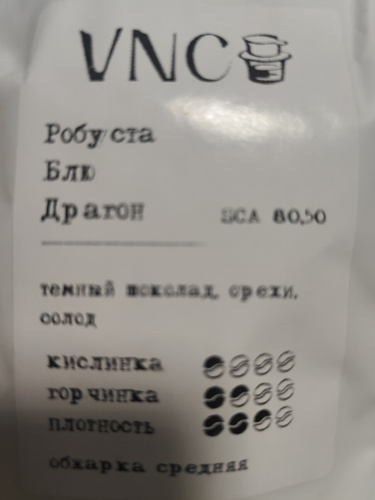 VNC
Робуста
Блю
Драгон SCA 80,50
темный шоколад, орехи,
солод
кислинка
горчинка
плотность
обжарка средняя